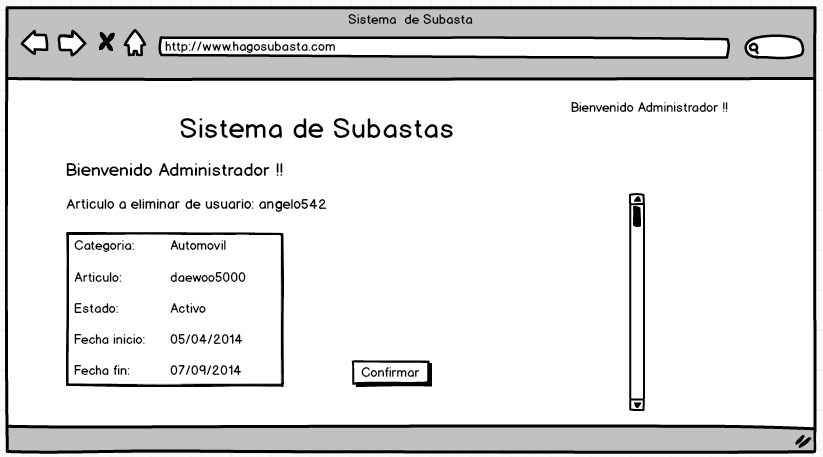 Sistema de Subasta
http://www.hagosubasta.com
Bienvenido Administrador !!
Sistema de Subastas
Bienvenido Administrador !!
Articulo a eliminar de usuario: angelo542
Categoria: Automovil
Articulo: daewoo5000
Estado: Activo
Fecha inicio: 05/04/2014
Fecha fin: 07/09/2014
Confirmar